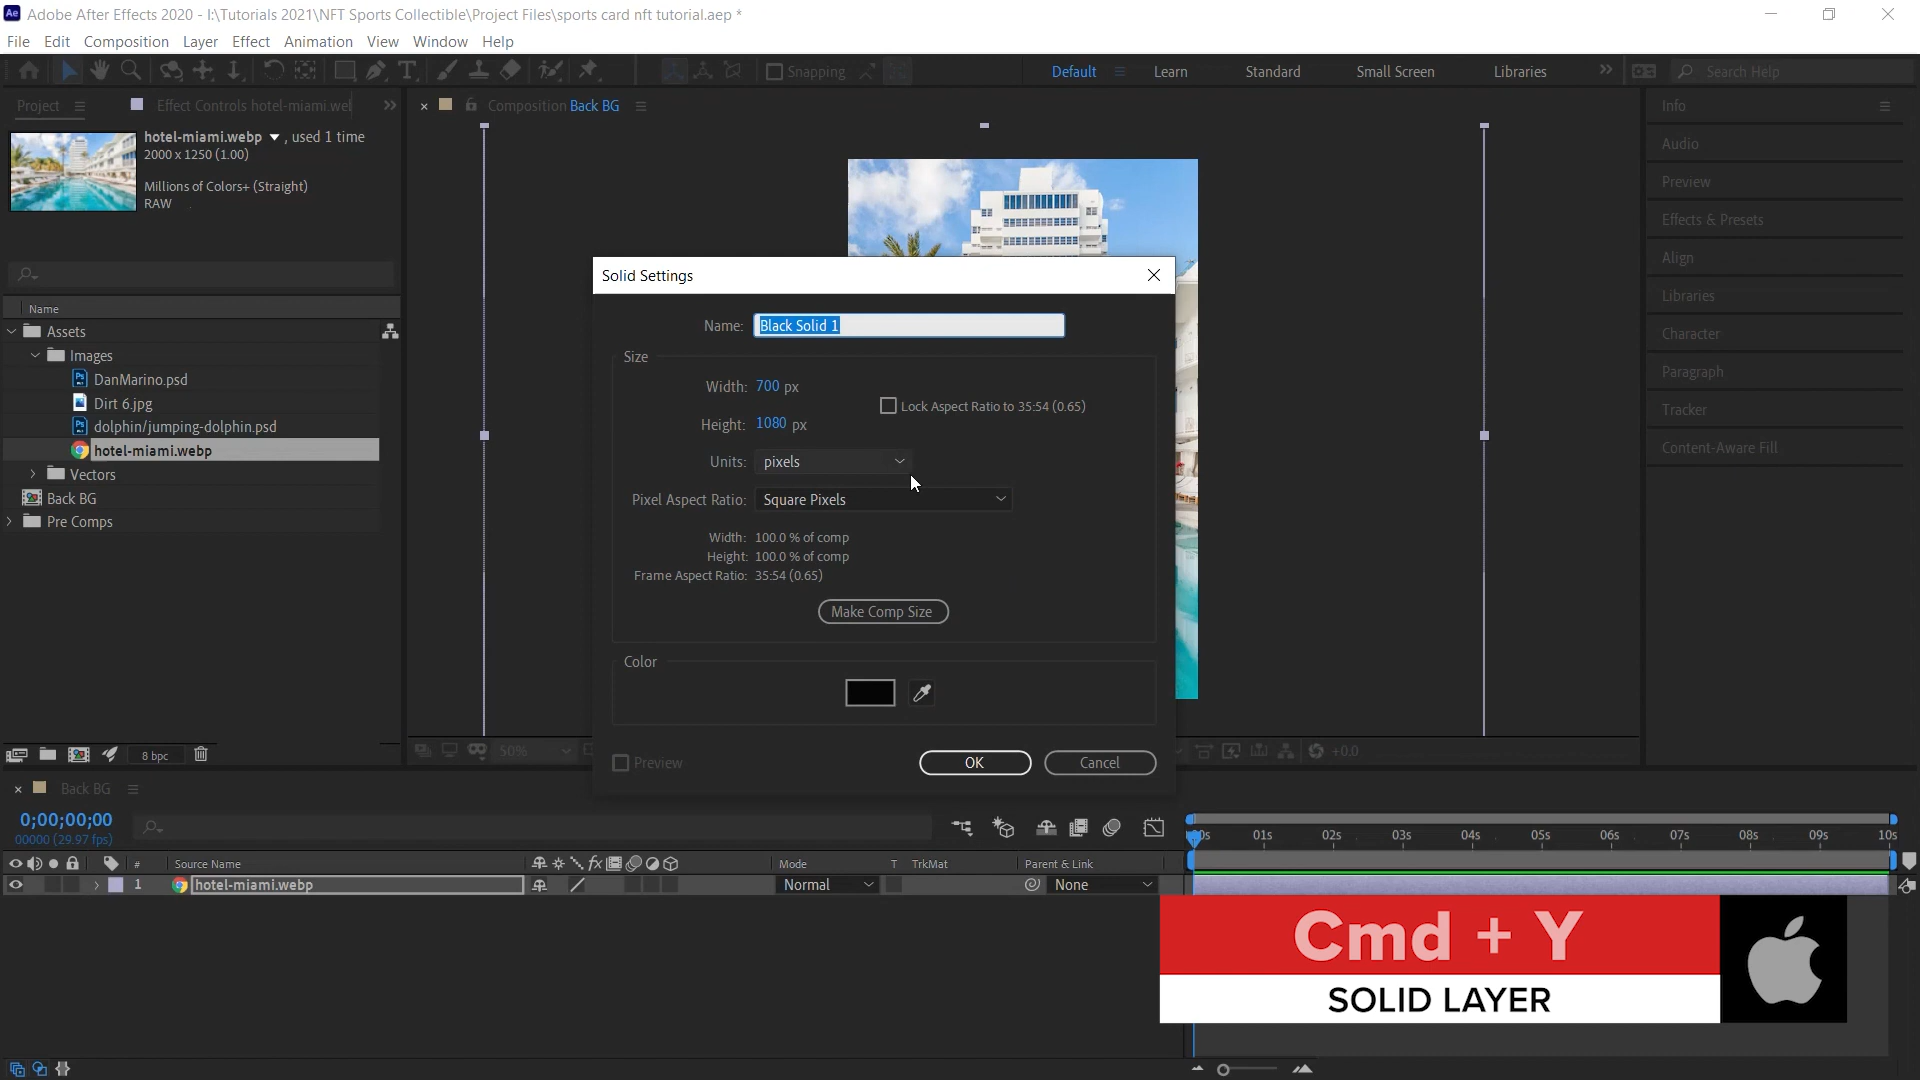 Adobe After Effects 2020 - I:\Tutorials 2021\NFT Sports Collectible\Project Files\sports card nft tutorial.aep *
File Edit Composition Layer Effect Animation View Window Help
Snapping Default Learn Standard Small Screen Libraries Search Help
Project Effect Controls hotel-miami.wel Composition Back BG Info
hotel-miami.webp , used 1 time
2000 x 1250 (1.00)
Millions of Colors+ (Straight)
RAW
Audio
Preview
Effects & Presets
Align
Libraries
Character
Paragraph
Tracker
Content-Aware Fill
Name
Assets
Images
DanMarino.psd
Dirt 6.jpg
dolphin/jumping-dolphin.psd
hotel-miami.webp
Vectors
Back BG
Pre Comps
8 bpc
Solid Settings
Name: Black Solid 1
Size
Width: 700 px
Lock Aspect Ratio to 35:54 (0.65)
Height: 1080 px
Units: pixels
Pixel Aspect Ratio: Square Pixels
Width: 100.0 % of comp
Height: 100.0 % of comp
Frame Aspect Ratio: 35:54 (0.65)
Make Comp Size
Color
Preview OK Cancel
50% +0.0
Back BG
0;00;00;00
00000 (29.97 fps)
01s 02s 03s 04s 05s 06s 07s 08s 09s 10s
# Source Name Mode T TrkMat Parent & Link
1 hotel-miami.webp Normal None
Cmd + Y
SOLID LAYER